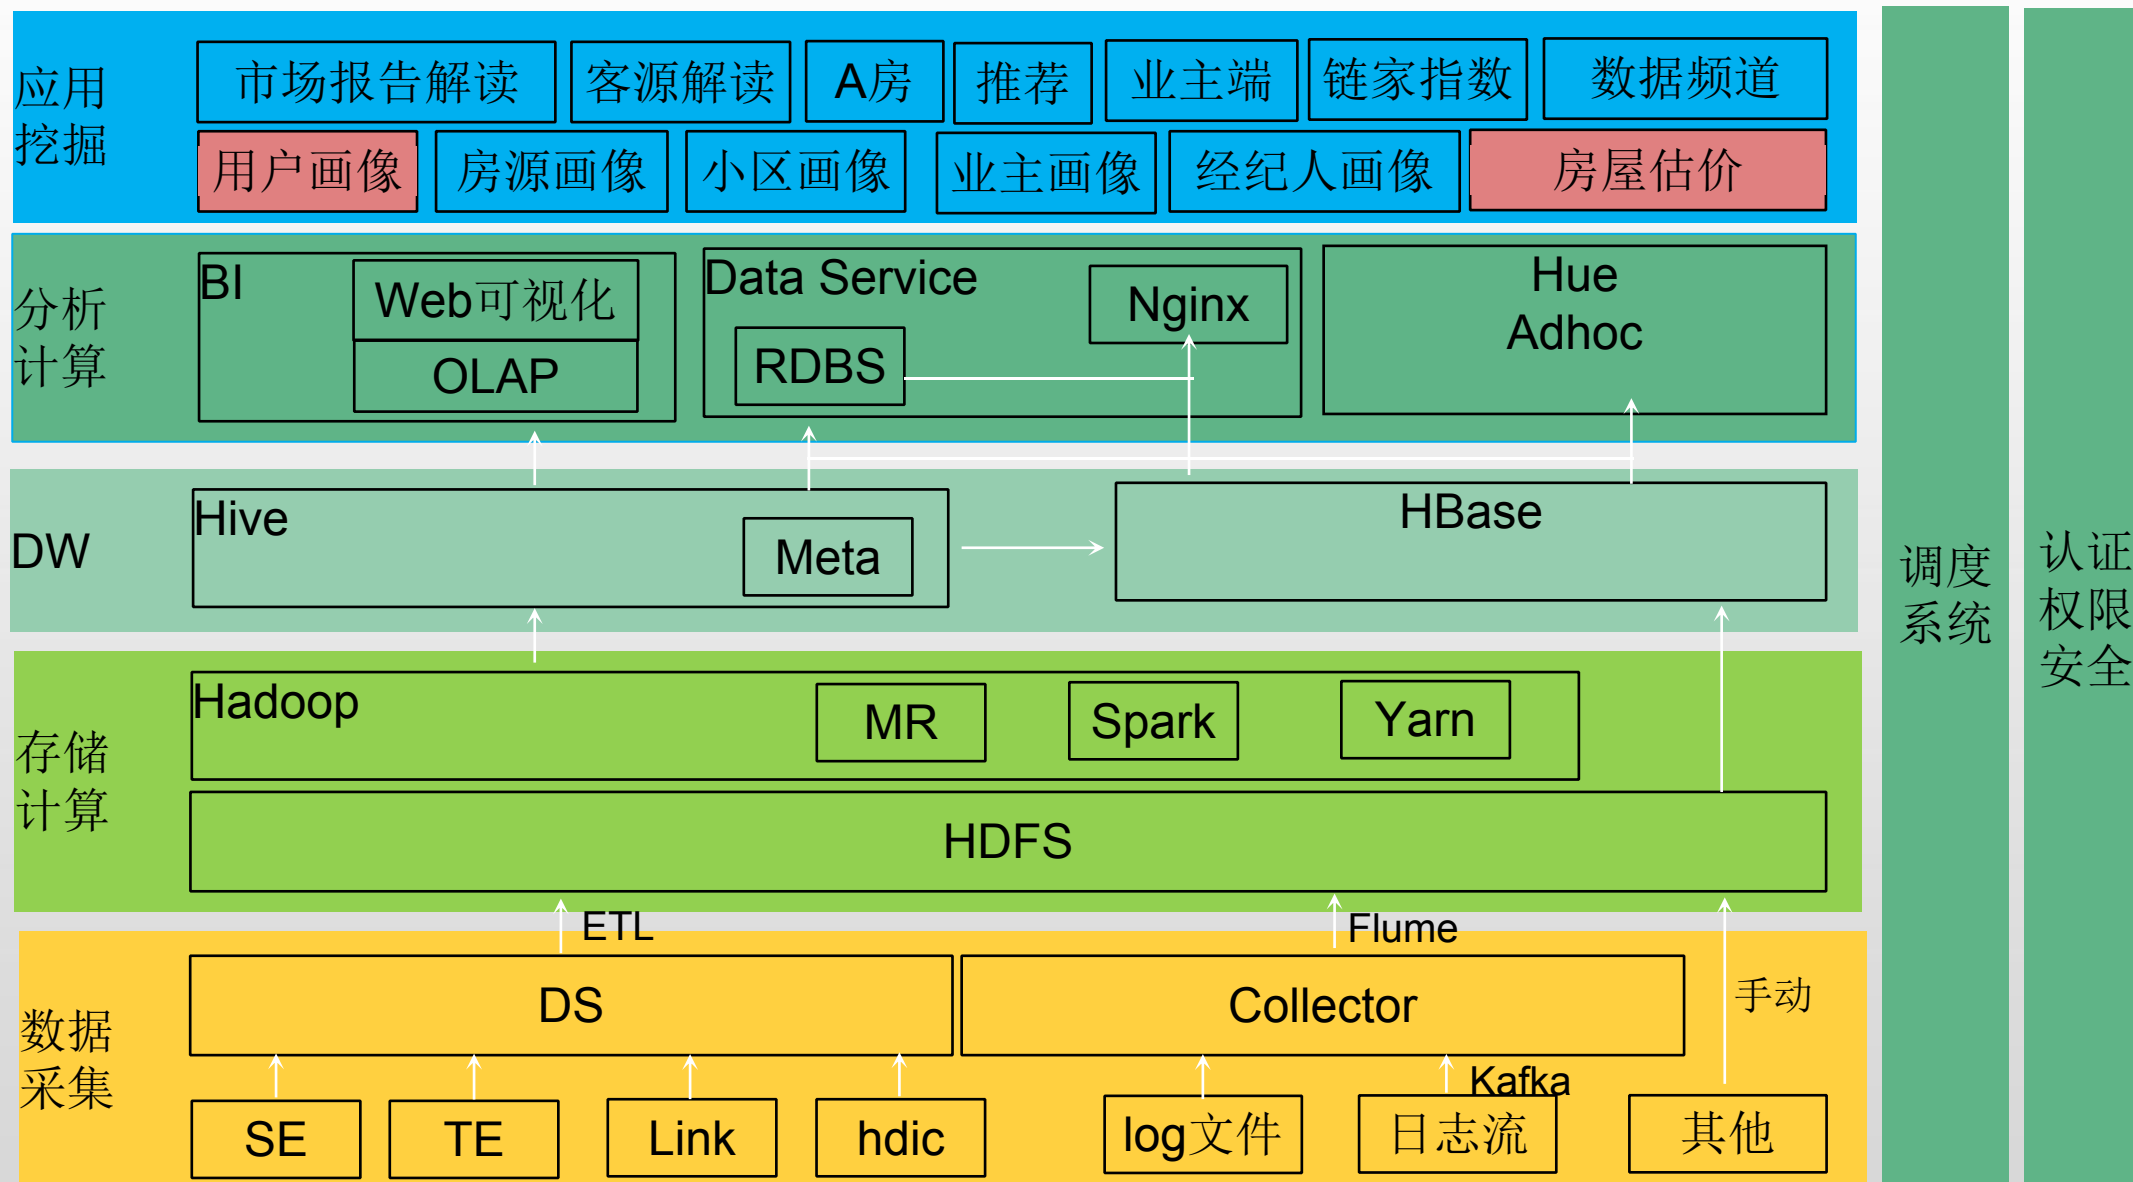 应用
挖掘
市场报告解读
客源解读
A房
推荐
业主端
链家指数
数据频道
用户画像
房源画像
小区画像
业主画像
经纪人画像
房屋估价
分析
计算
BI
Web可视化
OLAP
Data Service
Nginx
RDBS
Hue
Adhoc
DW
Hive
Meta
HBase
存储
计算
Hadoop
MR
Spark
Yarn
HDFS
ETL
Flume
数据
采集
DS
Collector
手动
Kafka
SE
TE
Link
hdic
log文件
日志流
其他
调度
系统
认证
权限
安全